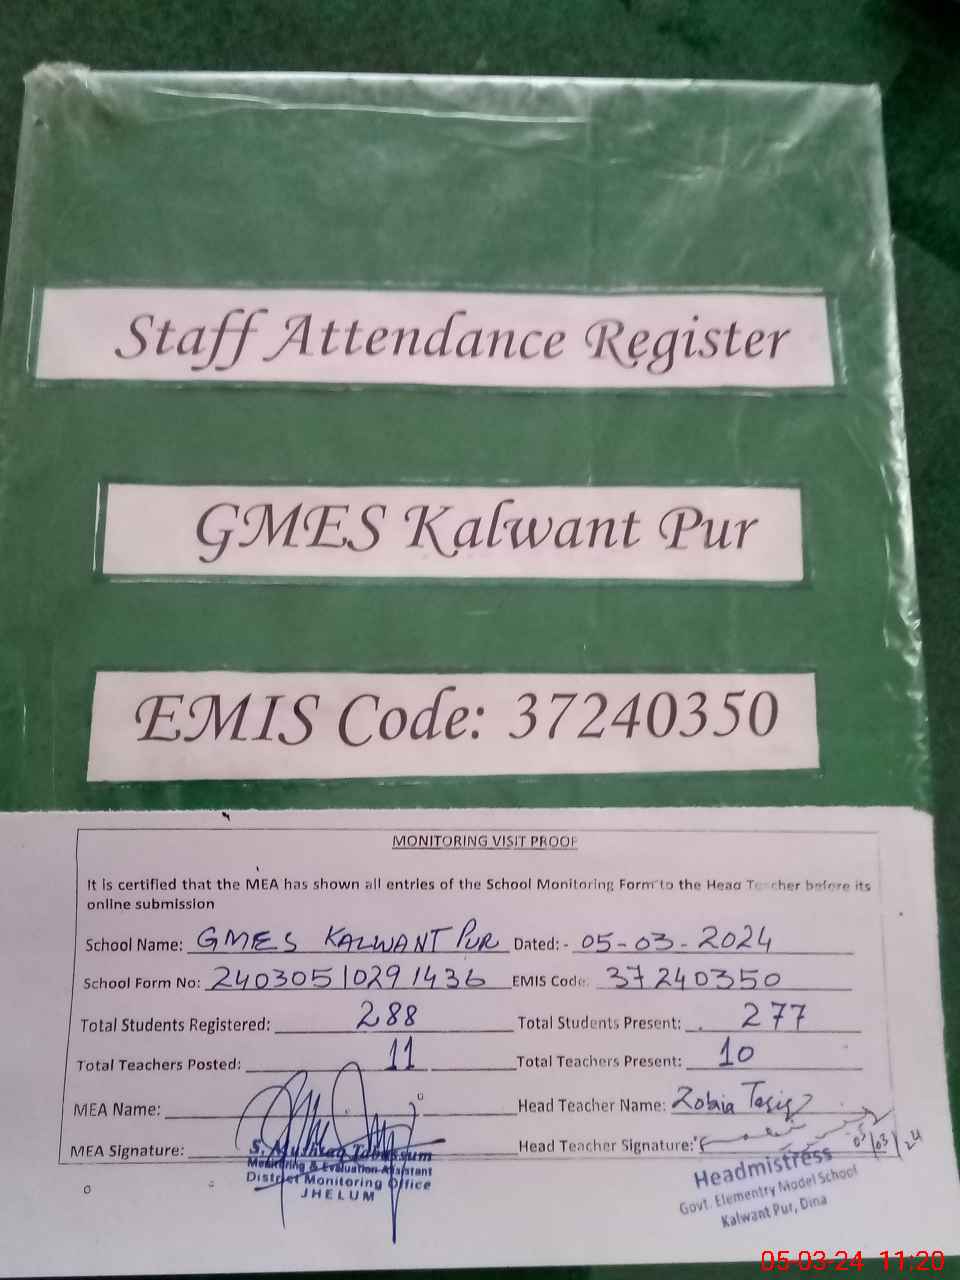 Staff Attendance Register
GMES Kalwant Pur
EMIS Code: 37240350
MONITORING VISIT PROOF
It is certified that the MEA has shown all entries of the School Monitoring Form to the Head Teacher before its
online submission
School Name: GMES KALWANT PUR Dated:- 05-03-2024
School Form No: 24030510291436 EMIS Code: 37240350
Total Students Registered: 288 Total Students Present: 277
Total Teachers Posted: 11 Total Teachers Present: 10
MEA Name: Head Teacher Name: Zobia
MEA Signature: Head Teacher Signature:
S. Mushtaq Tabassum
Monitoring & Evaluation Assistant
District Monitoring Office
JHELUM
Headmistress
Govt. Elementry Model School
Kalwant Pur, Dina
05-03-24 11:20